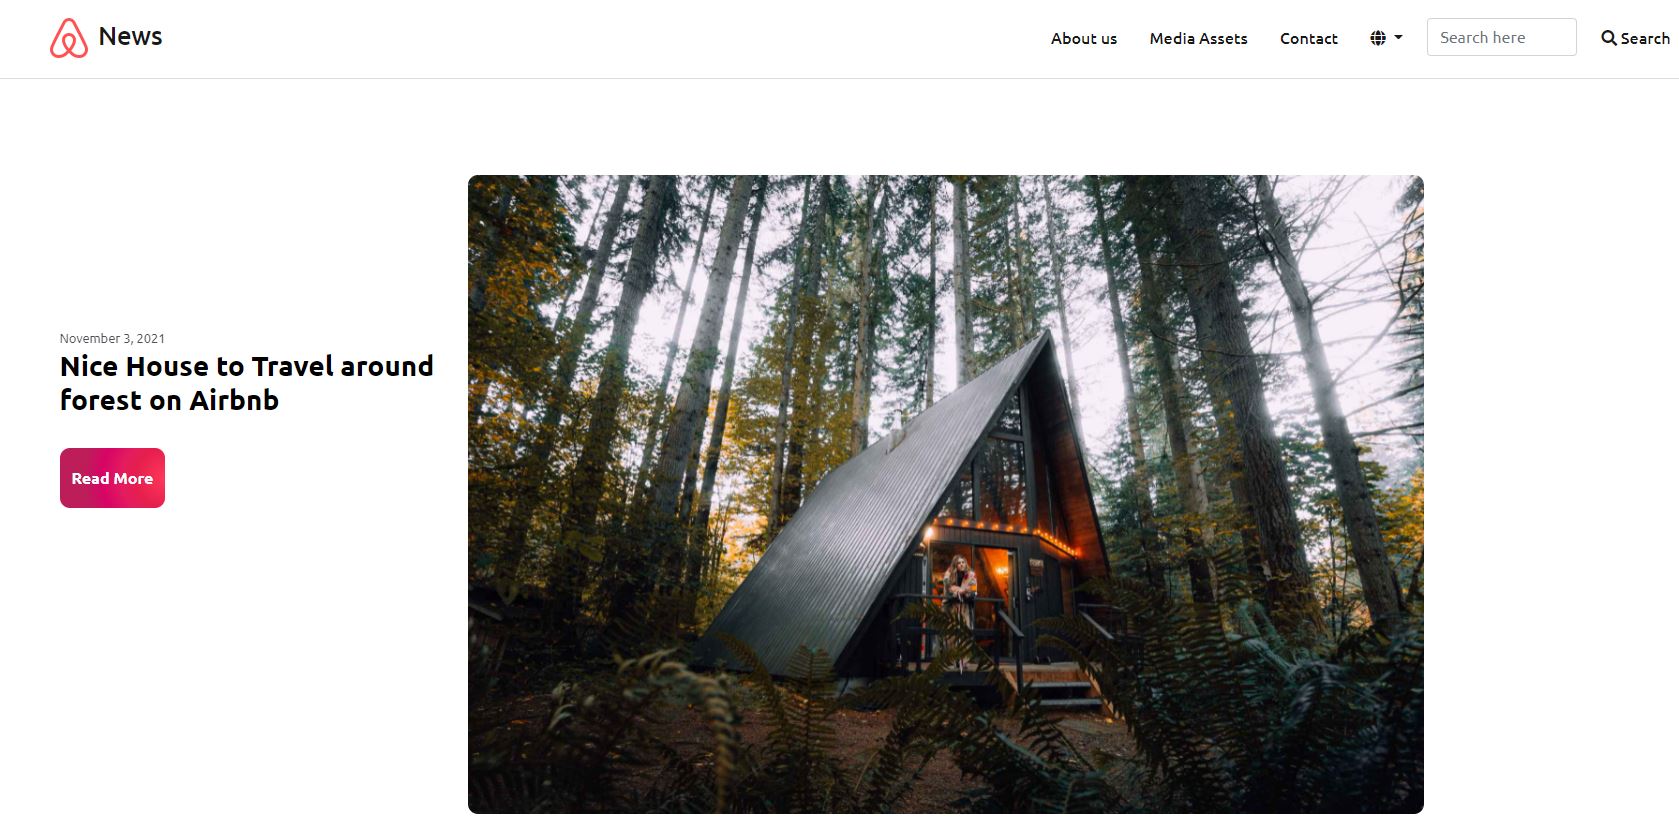 News
About us
Media Assets
Contact
Search here
Search
November 3, 2021
Nice House to Travel around
forest on Airbnb
Read More